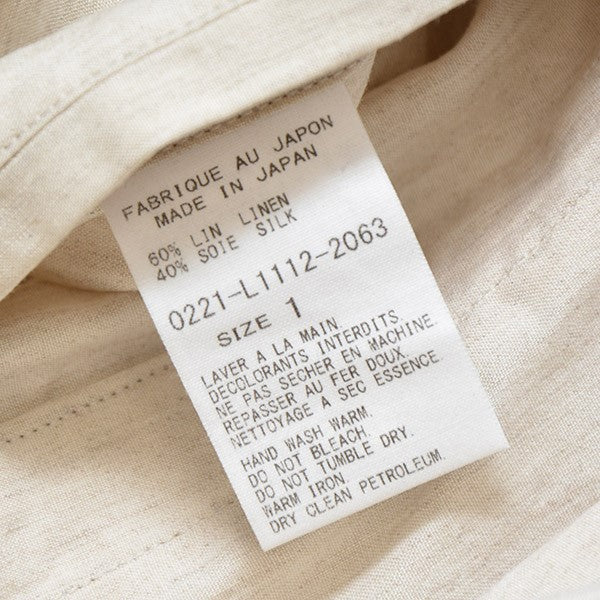 FABRIQUE AU JAPON
MADE IN JAPAN
60% LIN LINEN
40% SOIE SILK
0221-L1112-2063
SIZE 1
LAVER A LA MAIN
DECOLORANTS INTERDITS.
NE PAS SECHER EN MACHINE.
REPASSER AU FER DOUX.
NETTOYAGE A SEC ESSENCE.
HAND WASH WARM.
DO NOT BLEACH.
DO NOT TUMBLE DRY.
WARM IRON.
DRY CLEAN PETROLEUM.